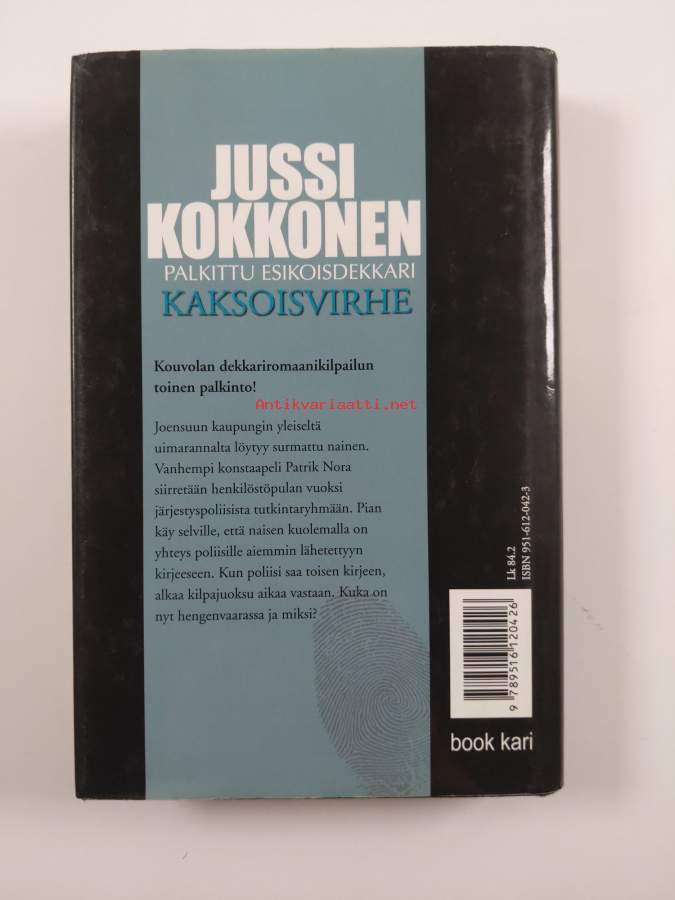 JUSSI
KOKKONEN
PALKITTU ESIKOISDEKKARI
KAKSOISVIRHE
Kouvolan dekkariromaanikilpailun
toinen palkinto!
Antikvariaatti.net
Joensuun kaupungin yleiseltä
uimarannalta löytyy surmattu nainen.
Vanhempi konstaapeli Patrik Nora
siirretään henkilöstöpulan vuoksi
järjestyspoliisista tutkintaryhmään. Pian
käy selville, että naisen kuolemalla on
yhteys poliisille aiemmin lähetettyyn
kirjeeseen. Kun poliisi saa toisen kirjeen,
alkaa kilpajuoksu aikaa vastaan. Kuka on
nyt hengenvaarassa ja miksi?
Lk 84.2
ISBN 951-612-042-3
9 789516 120426
book kari